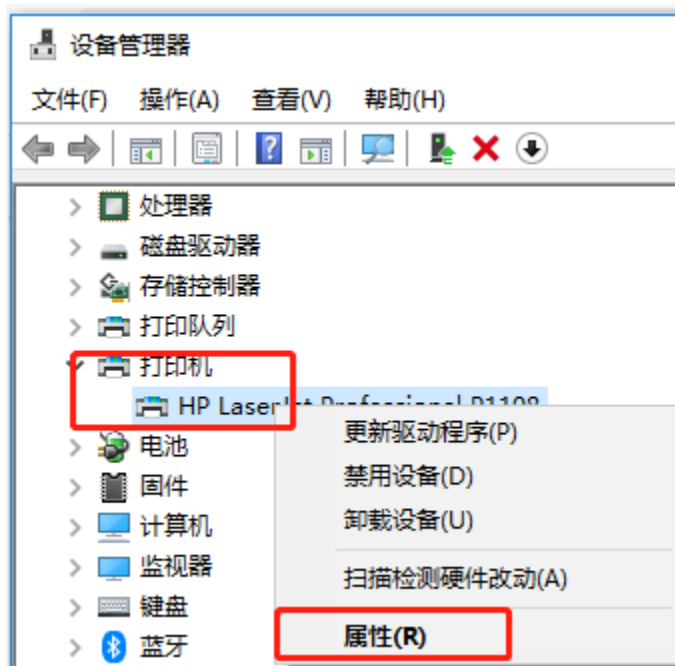 设备管理器
文件(F) 操作(A) 查看(V) 帮助(H)
处理器
磁盘驱动器
存储控制器
打印队列
打印机
HP LaserJet Professional P1108
更新驱动程序(P)
电池
禁用设备(D)
固件
卸载设备(U)
计算机
监视器
扫描检测硬件改动(A)
键盘
属性(R)
蓝牙